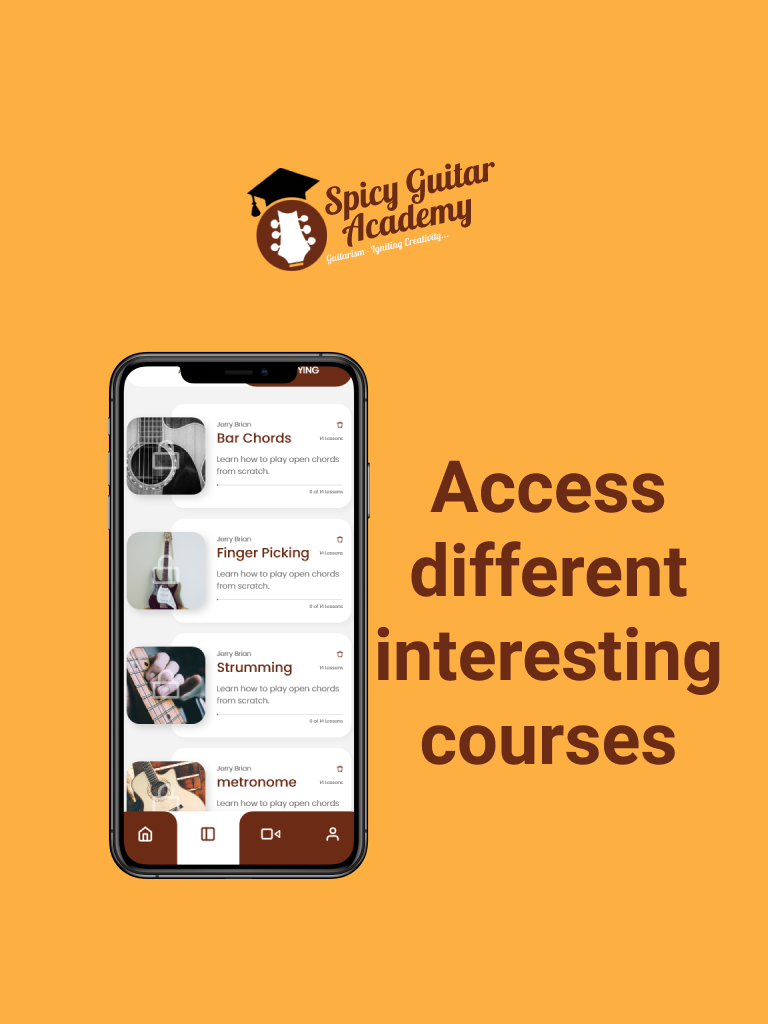 Spicy Guitar
Academy
Guitarism - Igniting Creativity...
YING
Jerry Brian
Bar Chords
14 Lessons
Learn how to play open chords
from scratch.
0 of 14 Lessons
Jerry Brian
Finger Picking
14 Lessons
Learn how to play open chords
from scratch.
0 of 14 Lessons
Jerry Brian
Strumming
14 Lessons
Learn how to play open chords
from scratch.
0 of 14 Lessons
Jerry Brian
metronome
14 Lessons
Learn how to play open chords
Access
different
interesting
courses